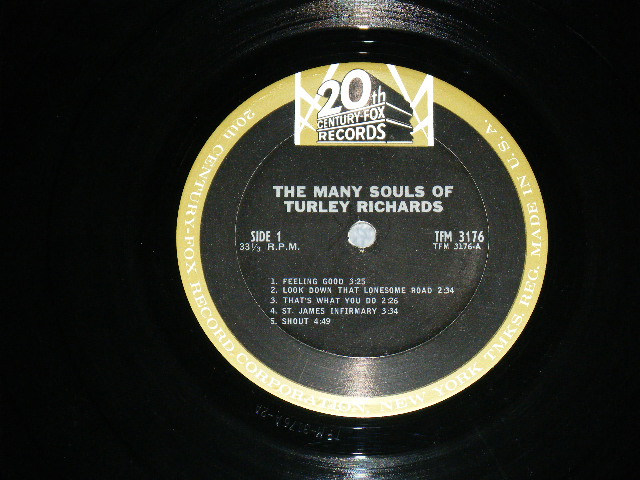 20th
CENTURY-FOX
RECORDS
THE MANY SOULS OF
TURLEY RICHARDS
SIDE 1
33⅓ R.P.M.
TFM 3176
TFM 3176-A
1. FEELING GOOD 3:25
2. LOOK DOWN THAT LONESOME ROAD 2:34
3. THAT'S WHAT YOU DO 2:26
4. ST. JAMES INFIRMARY 3:34
5. SHOUT 4:49
20th CENTURY-FOX RECORD CORPORATION, NEW YORK TMKS. REG. MADE IN U.S.A.